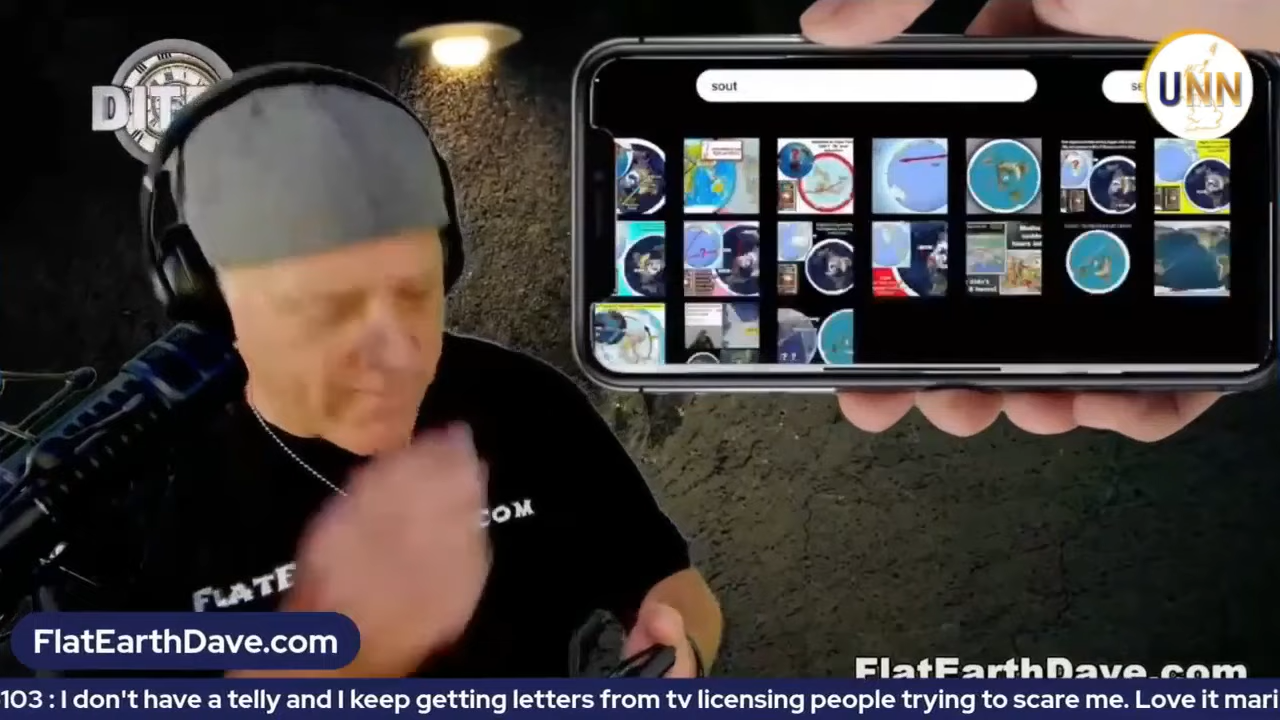 DIT
sout
se
UNN
.COM
FLATE
FlatEarthDave.com
FlatEarthDave.com
103 : I don't have a telly and I keep getting letters from tv licensing people trying to scare me. Love it mari